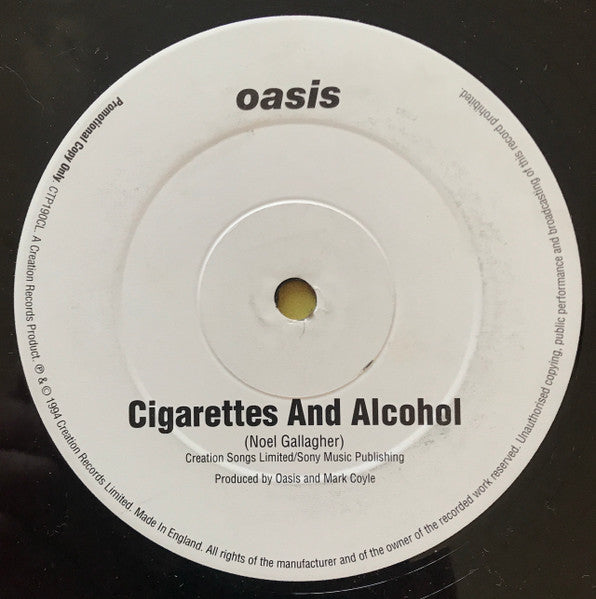 oasis
Cigarettes And Alcohol
(Noel Gallagher)
Creation Songs Limited/Sony Music Publishing
Produced by Oasis and Mark Coyle
Promotional Copy Only. CTP190CL. A Creation Records Product. ℗ & © 1994 Creation Records Limited. Made In England. All rights of the manufacturer and of the owner of the recorded work reserved. Unauthorised copying, public performance and broadcasting of this record prohibited.